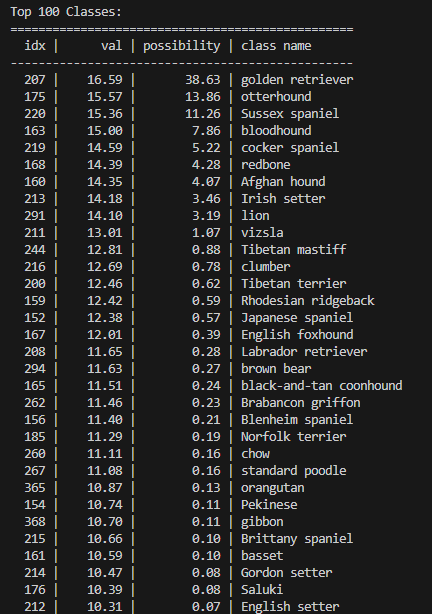 Top 100 Classes:
=================================================
idx | val | possibility | class name
-------------------------------------------------
207 | 16.59 | 38.63 | golden retriever
175 | 15.57 | 13.86 | otterhound
220 | 15.36 | 11.26 | Sussex spaniel
163 | 15.00 | 7.86 | bloodhound
219 | 14.59 | 5.22 | cocker spaniel
168 | 14.39 | 4.28 | redbone
160 | 14.35 | 4.07 | Afghan hound
213 | 14.18 | 3.46 | Irish setter
291 | 14.10 | 3.19 | lion
211 | 13.01 | 1.07 | vizsla
244 | 12.81 | 0.88 | Tibetan mastiff
216 | 12.69 | 0.78 | clumber
200 | 12.46 | 0.62 | Tibetan terrier
159 | 12.42 | 0.59 | Rhodesian ridgeback
152 | 12.38 | 0.57 | Japanese spaniel
167 | 12.01 | 0.39 | English foxhound
208 | 11.65 | 0.28 | Labrador retriever
294 | 11.63 | 0.27 | brown bear
165 | 11.51 | 0.24 | black-and-tan coonhound
262 | 11.46 | 0.23 | Brabancon griffon
156 | 11.40 | 0.21 | Blenheim spaniel
185 | 11.29 | 0.19 | Norfolk terrier
260 | 11.11 | 0.16 | chow
267 | 11.08 | 0.16 | standard poodle
365 | 10.87 | 0.13 | orangutan
154 | 10.74 | 0.11 | Pekinese
368 | 10.70 | 0.11 | gibbon
215 | 10.66 | 0.10 | Brittany spaniel
161 | 10.59 | 0.10 | basset
214 | 10.47 | 0.08 | Gordon setter
176 | 10.39 | 0.08 | Saluki
212 | 10.31 | 0.07 | English setter